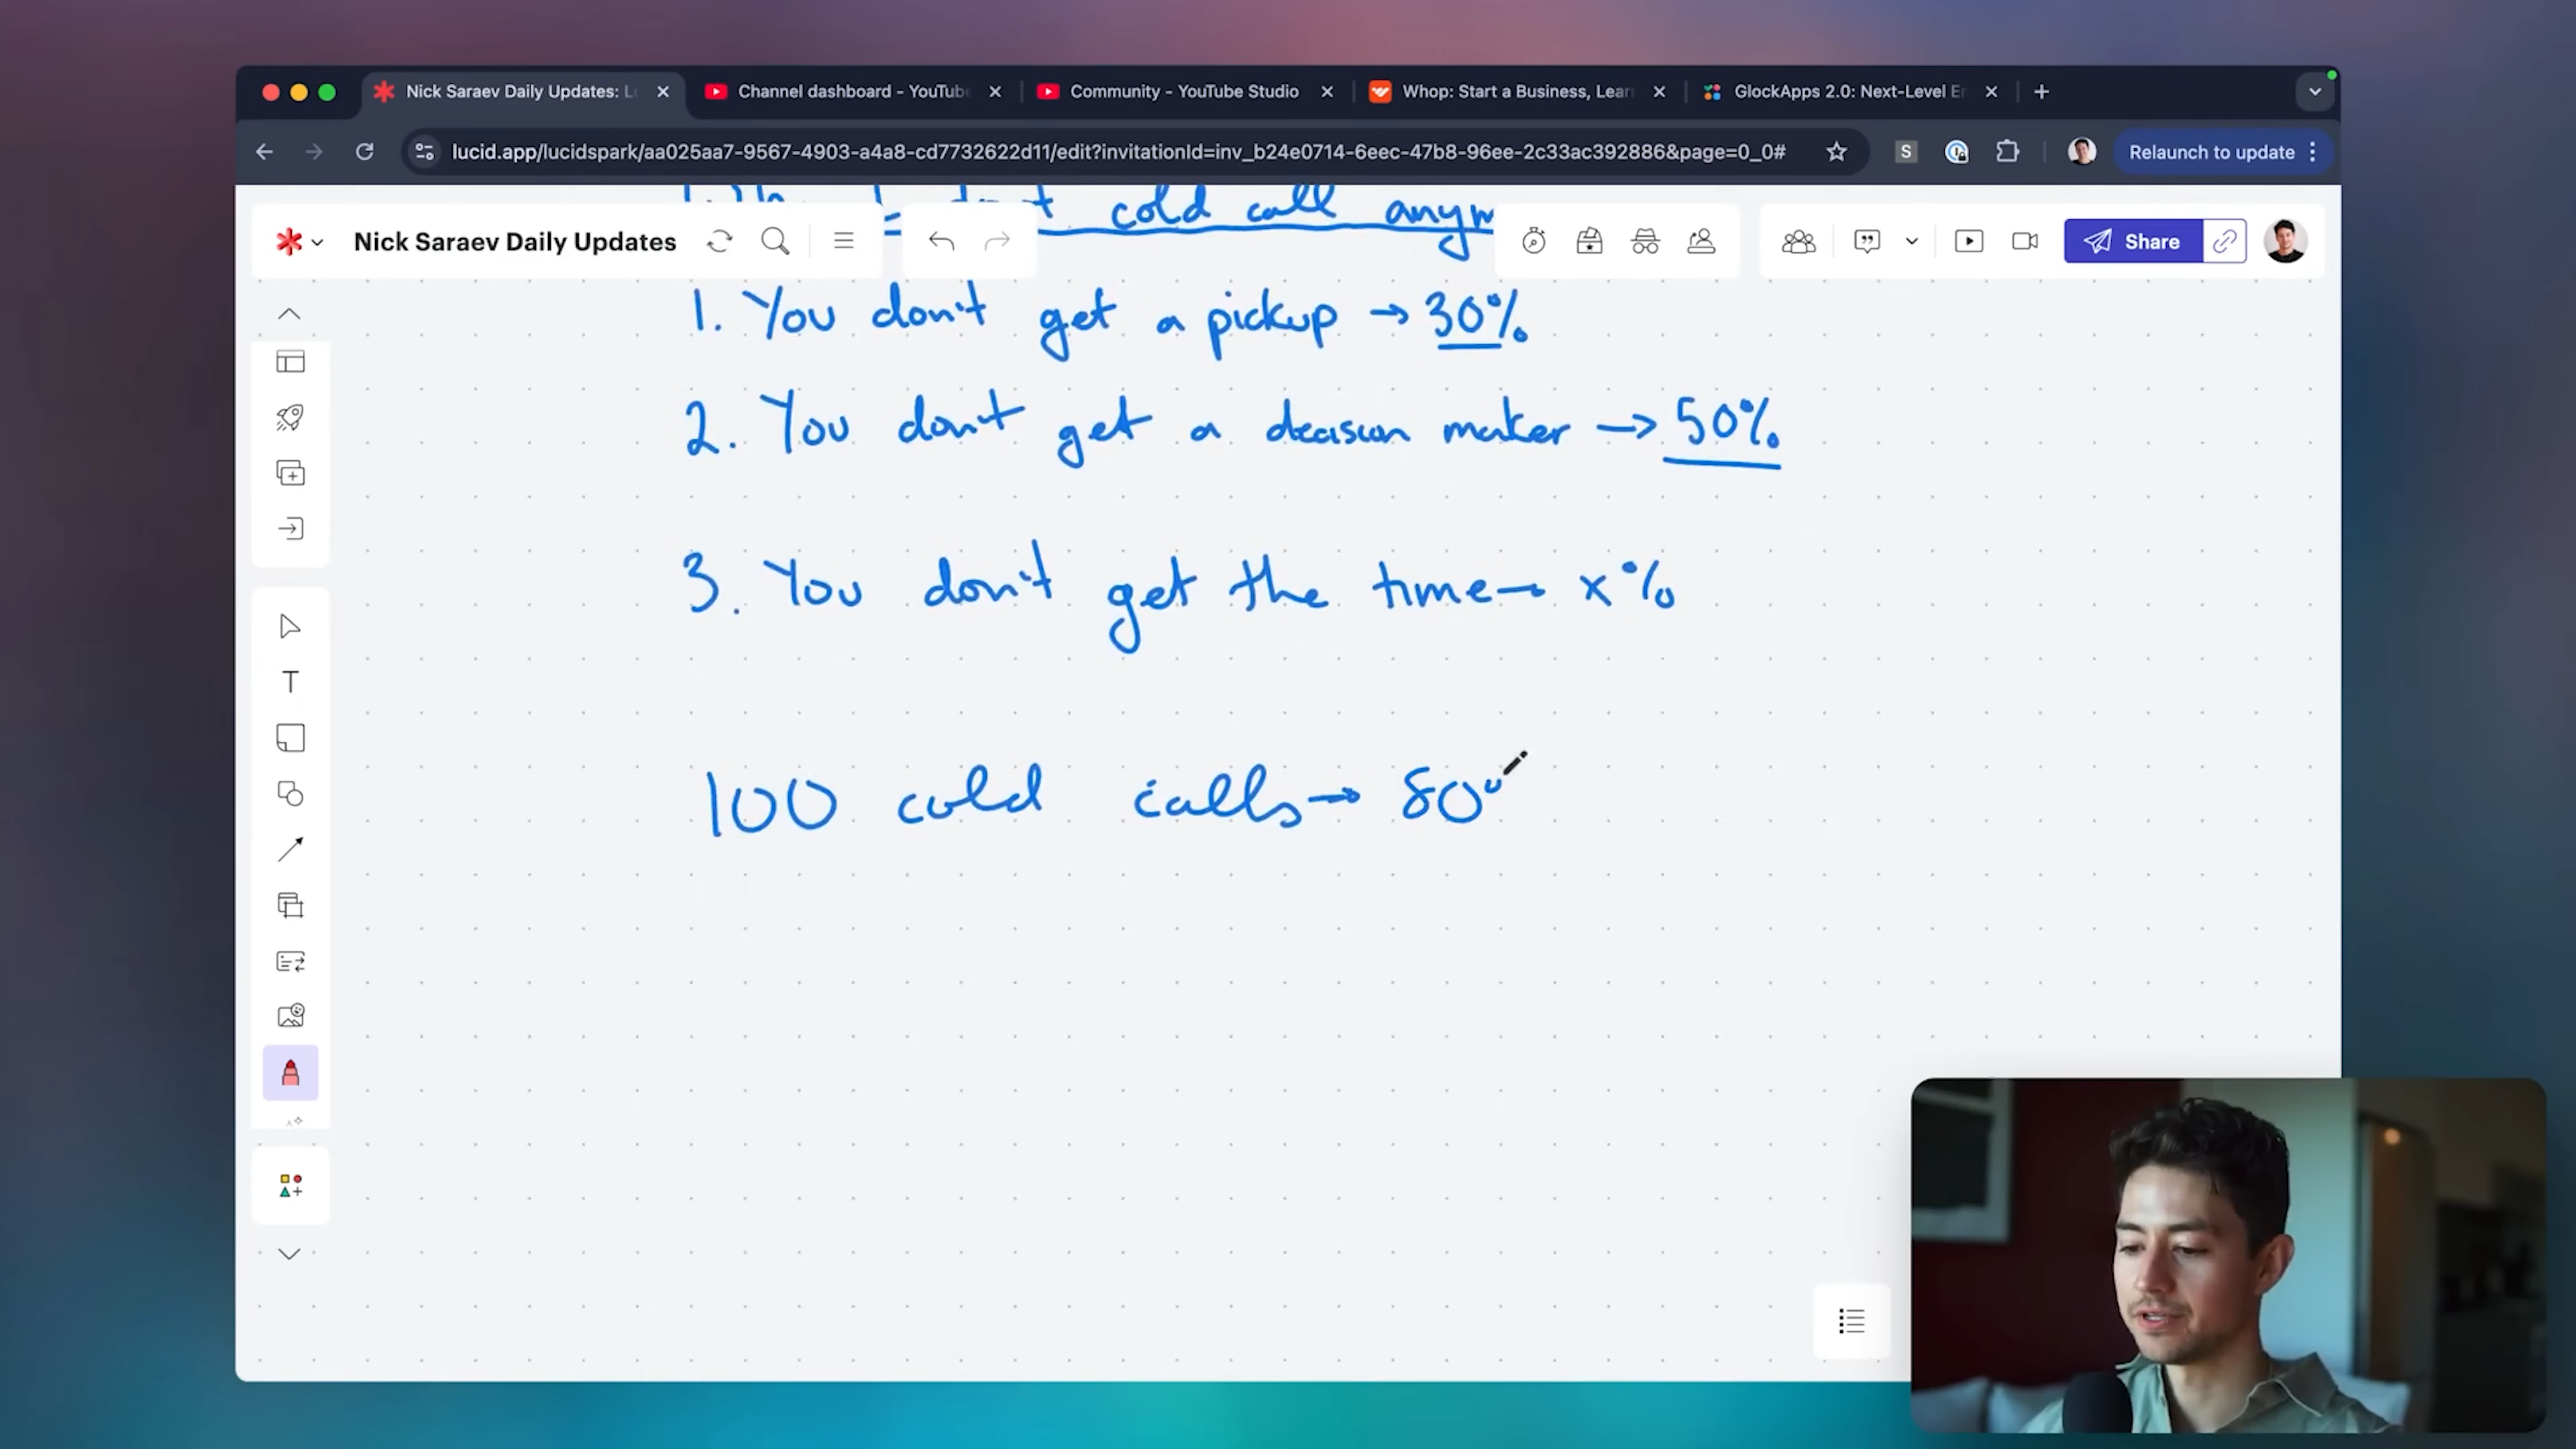 Nick Saraev Daily Updates: L
Channel dashboard - YouTube
Community - YouTube Studio
Whop: Start a Business, Lear
GlockApps 2.0: Next-Level E
lucid.app/lucidspark/aa025aa7-9567-4903-a4a8-cd7732622d11/edit?invitationId=inv_b24e0714-6eec-47b8-96ee-2c33ac392886&page=0_0#
S
Relaunch to update
cold call anym
Nick Saraev Daily Updates
Share
1. You don't get a pickup → 30%
2. You don't get a decision maker → 50%
3. You don't get the time → x%
T
100 cold calls → 80